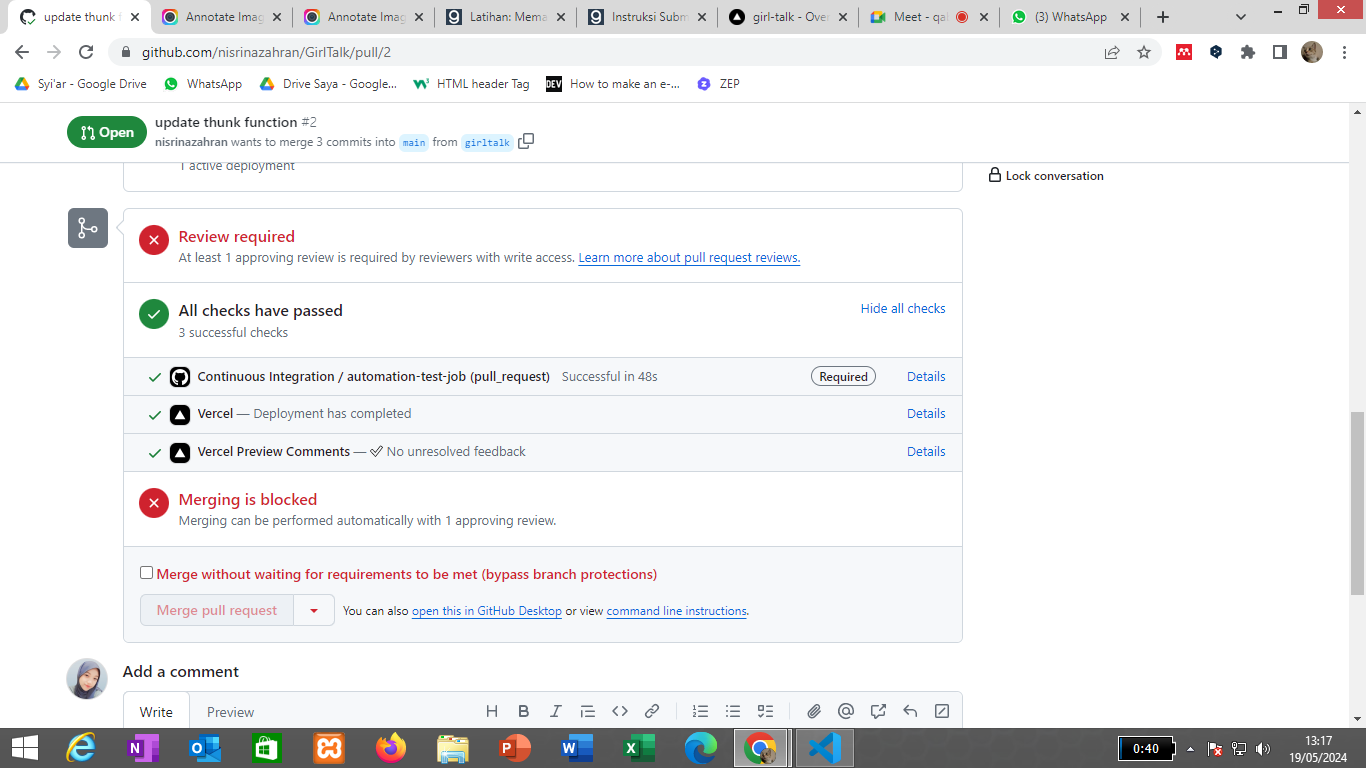 update thunk f
Annotate Imag
Annotate Imag
Latihan: Mema
Instruksi Subm
girl-talk - Over
Meet - qa
(3) WhatsApp
github.com/nisrinazahran/GirlTalk/pull/2
Syi'ar - Google Drive
WhatsApp
Drive Saya - Google...
HTML header Tag
DEV How to make an e-...
ZEP
Open
update thunk function #2
nisrinazahran wants to merge 3 commits into main from girltalk
1 active deployment
Lock conversation
Review required
At least 1 approving review is required by reviewers with write access. Learn more about pull request reviews.
All checks have passed
Hide all checks
3 successful checks
Continuous Integration / automation-test-job (pull_request) Successful in 48s Required Details
Vercel — Deployment has completed Details
Vercel Preview Comments — ✅ No unresolved feedback Details
Merging is blocked
Merging can be performed automatically with 1 approving review.
Merge without waiting for requirements to be met (bypass branch protections)
Merge pull request
You can also open this in GitHub Desktop or view command line instructions.
Add a comment
Write Preview
0:40
13:17
19/05/2024